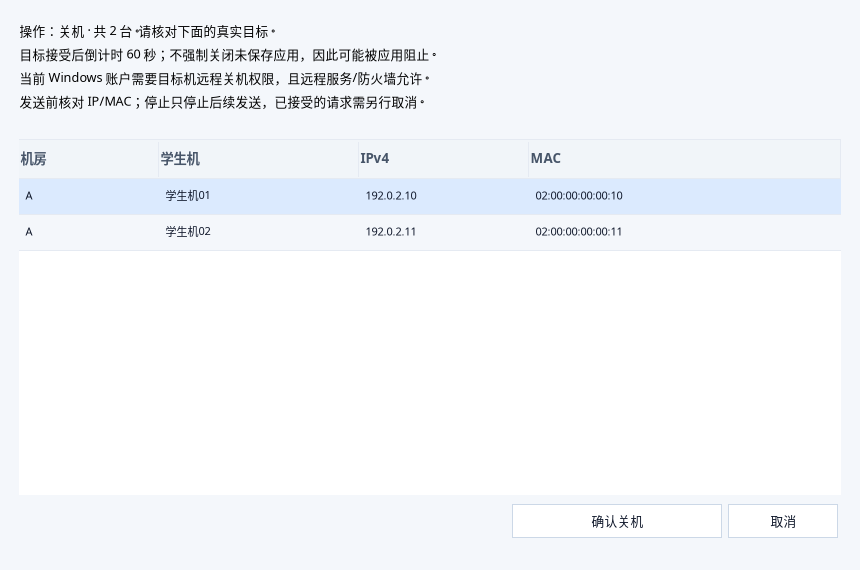 操作：关机 · 共 2 台。请核对下面的真实目标。
目标接受后倒计时 60 秒；不强制关闭未保存应用，因此可能被应用阻止。
当前 Windows 账户需要目标机远程关机权限，且远程服务/防火墙允许。
发送前核对 IP/MAC；停止只停止后续发送，已接受的请求需另行取消。
机房 学生机 IPv4 MAC
A 学生机01 192.0.2.10 02:00:00:00:00:10
A 学生机02 192.0.2.11 02:00:00:00:00:11
确认关机 取消